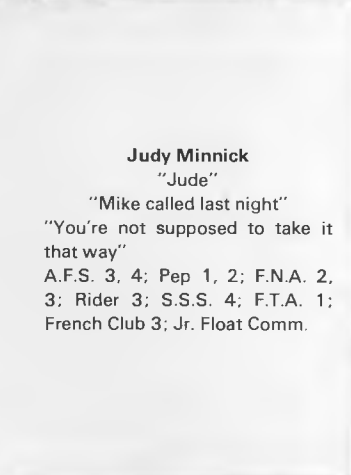 Judy Minnick
"Jude"
"Mike called last night"
"You're not supposed to take it
that way"
A.F.S. 3, 4; Pep 1, 2; F.N.A. 2,
3; Rider 3; S.S.S. 4; F.T.A. 1;
French Club 3; Jr. Float Comm.